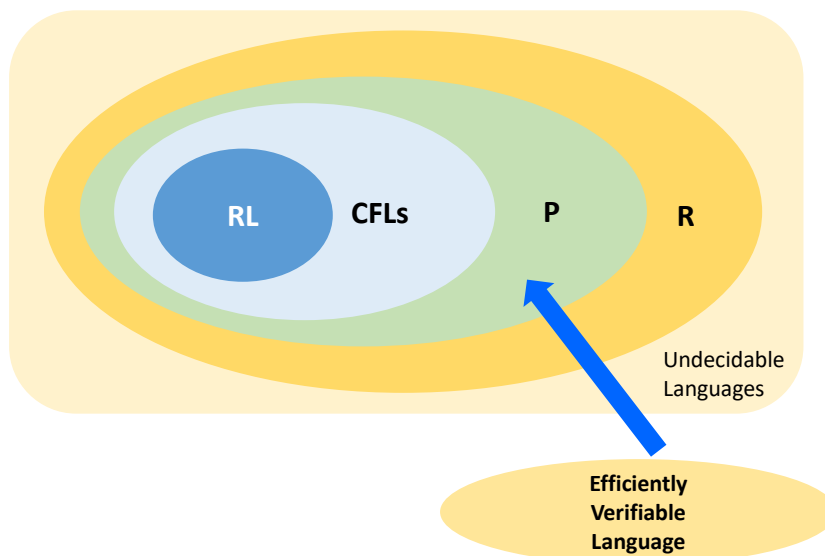 RL
CFLs
P
R
Undecidable
Languages
Efficiently
Verifiable
Language